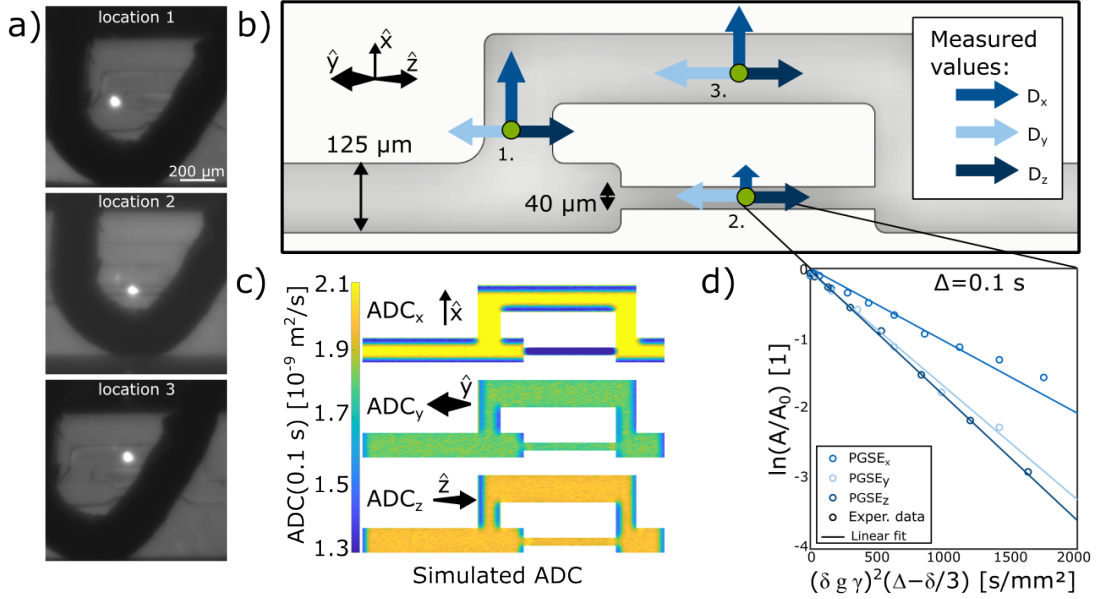 a)
location 1
200 µm
location 2
location 3
b)
x̂
ŷ
ẑ
125 µm
40 µm
1.
2.
3.
Measured
values:
Dx
Dy
Dz
c)
ADC(0.1 s) [10⁻⁹ m²/s]
2.1
1.9
1.7
1.5
1.3
ADCx
x̂
ADCy
ŷ
ADCz
ẑ
Simulated ADC
d)
Δ=0.1 s
ln(A/A0) [1]
0
-1
-2
-3
-4
PGSEx
PGSEy
PGSEz
Exper. data
Linear fit
0
500
1000
1500
2000
(δ g γ)²(Δ−δ/3) [s/mm²]